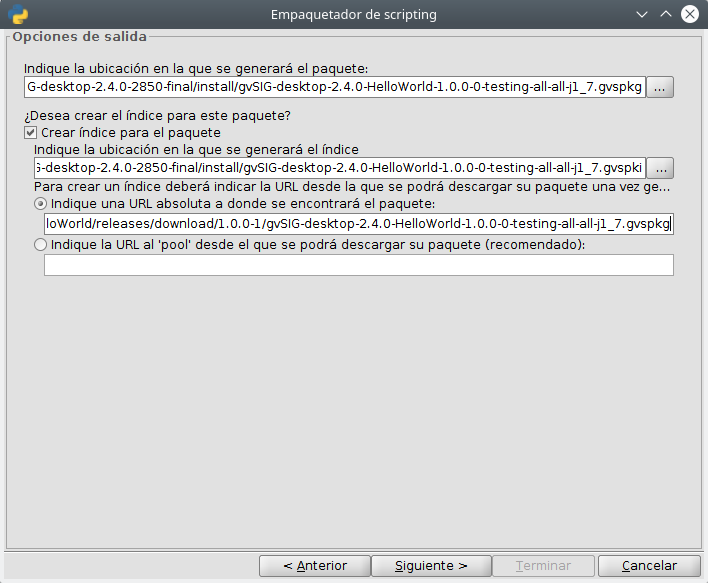 Empaquetador de scripting
Opciones de salida
Indique la ubicación en la que se generará el paquete:
G-desktop-2.4.0-2850-final/install/gvSIG-desktop-2.4.0-HelloWorld-1.0.0-0-testing-all-all-j1_7.gvspkg
...
¿Desea crear el índice para este paquete?
Crear índice para el paquete
Indique la ubicación en la que se generará el índice
G-desktop-2.4.0-2850-final/install/gvSIG-desktop-2.4.0-HelloWorld-1.0.0-0-testing-all-all-j1_7.gvspki
...
Para crear un índice deberá indicar la URL desde la que se podrá descargar su paquete una vez ge...
Indique una URL absoluta a donde se encontrará el paquete:
loWorld/releases/download/1.0.0-1/gvSIG-desktop-2.4.0-HelloWorld-1.0.0-0-testing-all-all-j1_7.gvspkg
Indique la URL al 'pool' desde el que se podrá descargar su paquete (recomendado):
< Anterior
Siguiente >
Terminar
Cancelar